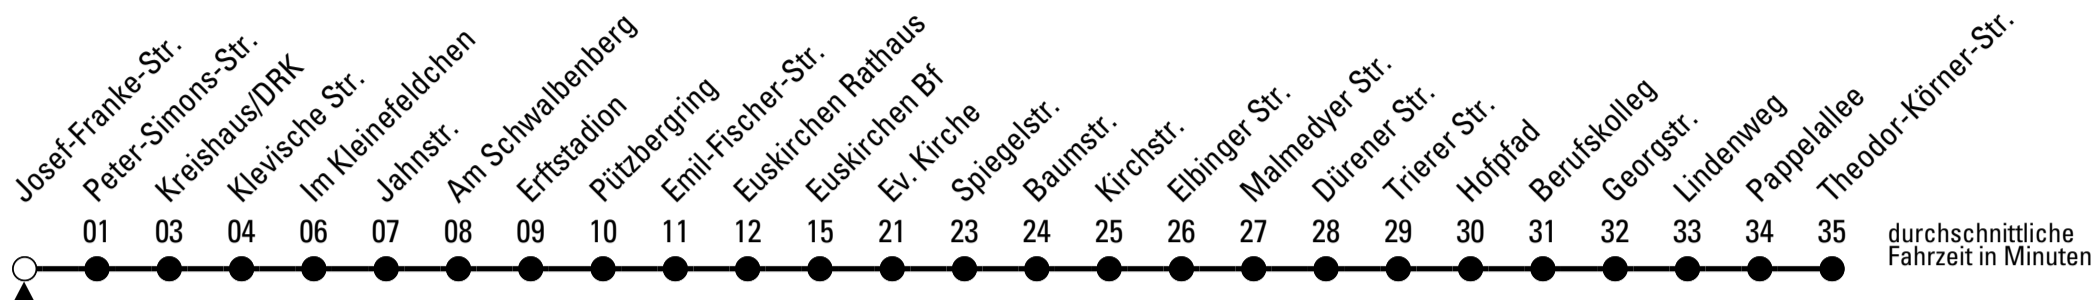 Josef-Franke-Str.
Peter-Simons-Str.
Kreishaus/DRK
Klevische Str.
Im Kleinefeldchen
Jahnstr.
Am Schwalbenberg
Erftstadion
Pützbergring
Emil-Fischer-Str.
Euskirchen Rathaus
Euskirchen Bf
Ev. Kirche
Spiegelstr.
Baumstr.
Kirchstr.
Elbinger Str.
Malmedyer Str.
Dürener Str.
Trierer Str.
Hofpfad
Berufskolleg
Georgstr.
Lindenweg
Pappelallee
Theodor-Körner-Str.
01 03 04 06 07 08 09 10 11 12 15 21 23 24 25 26 27 28 29 30 31 32 33 34 35
durchschnittliche
Fahrzeit in Minuten